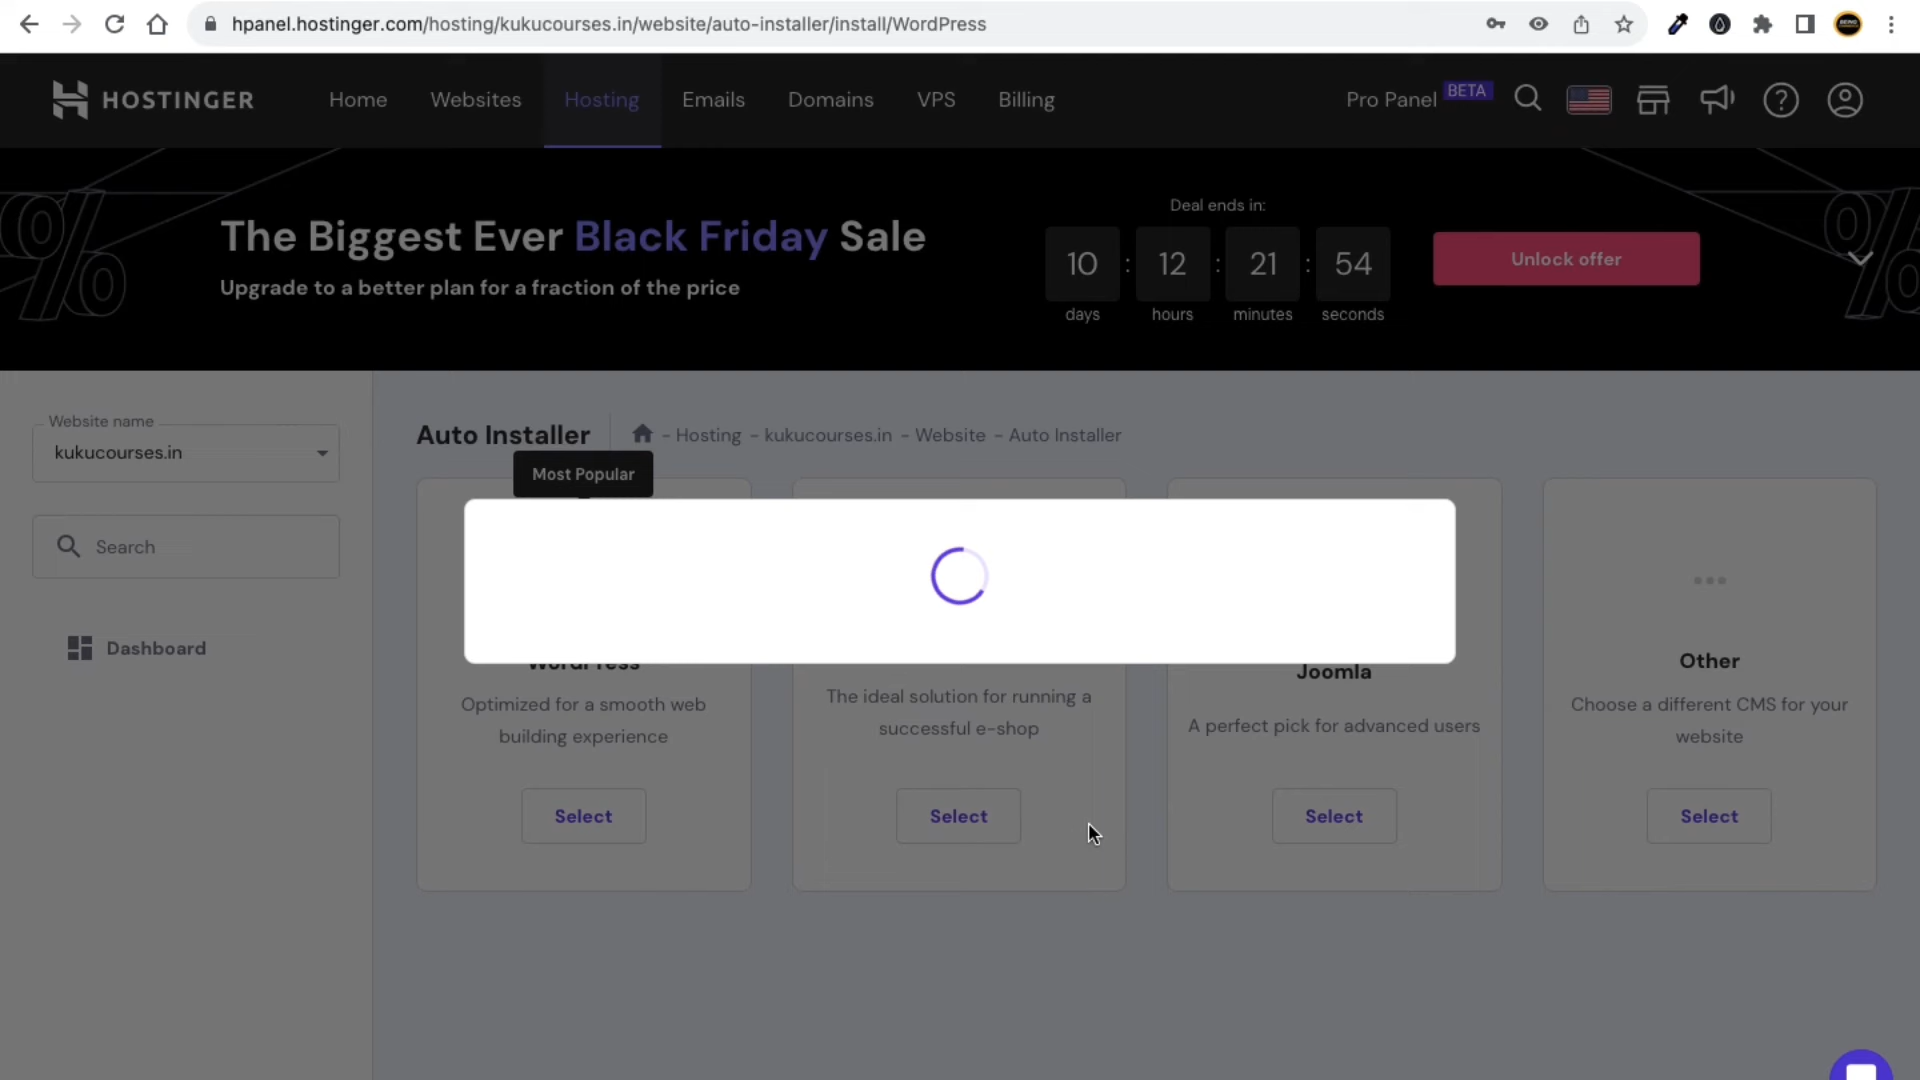 hpanel.hostinger.com/hosting/kukucourses.in/website/auto-installer/install/WordPress
HOSTINGER
Home
Websites
Hosting
Emails
Domains
VPS
Billing
Pro Panel BETA
The Biggest Ever Black Friday Sale
Upgrade to a better plan for a fraction of the price
Deal ends in:
10 : 12 : 21 : 54
days hours minutes seconds
Unlock offer
Website name
kukucourses.in
Search
Dashboard
Auto Installer
- Hosting - kukucourses.in - Website - Auto Installer
Most Popular
WordPress
Optimized for a smooth web
building experience
Select
The ideal solution for running a
successful e-shop
Select
Joomla
A perfect pick for advanced users
Select
Other
Choose a different CMS for your
website
Select